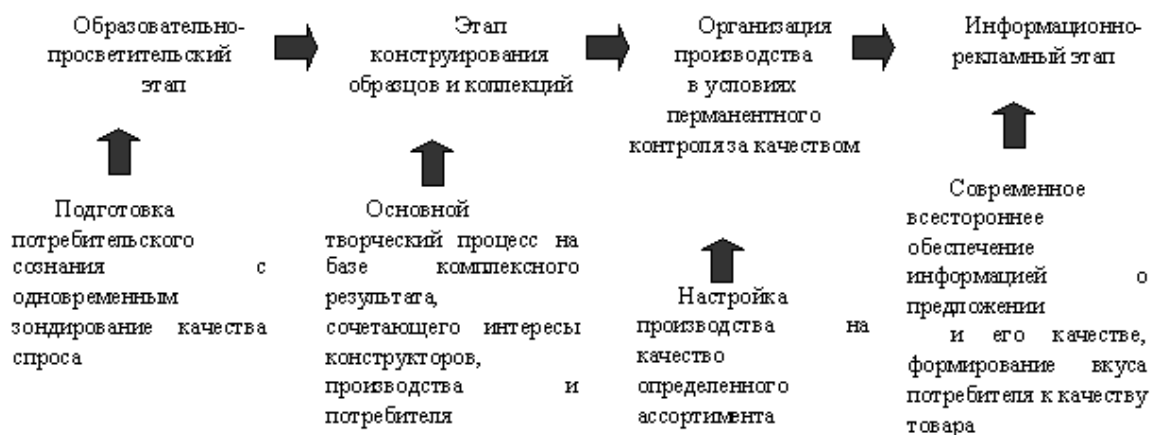 Образовательно-
просветительский
этап
Этап
конструирования
образцов и коллекций
Организация
производства
в условиях
перманентного
контроля за качеством
Информационно-
рекламный этап
Подготовка
потребительского
сознания с
одновременным
зондирование качества
спроса
Основной
творческий процесс на
базе комплексного
результата,
сочетающего интересы
конструкторов,
производства и
потребителя
Настройка
производства на
качество
определенного
ассортимента
Современное
всестороннее
обеспечение
информацией о
предложении
и его качестве,
формирование вкуса
потребителя к качеству
товара